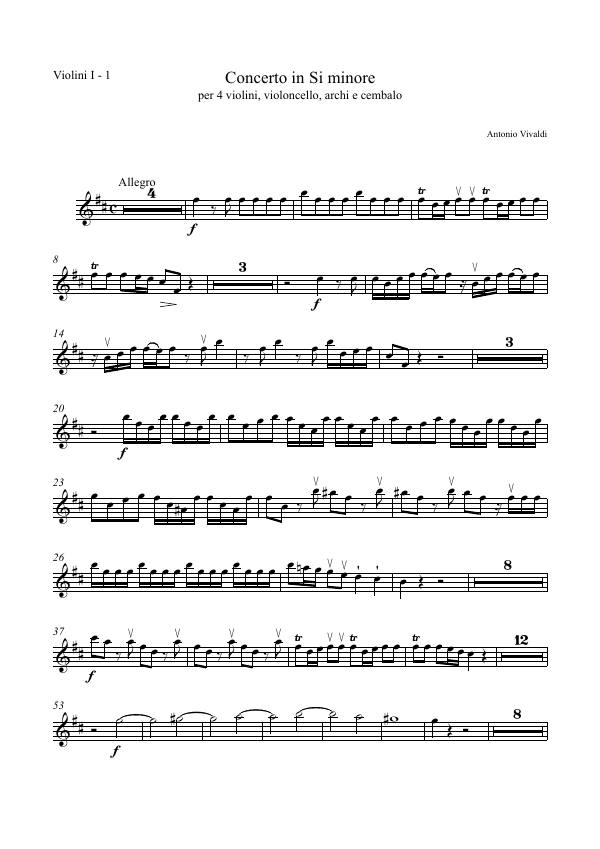 Violini I - 1
Concerto in Si minore
per 4 violini, violoncello, archi e cembalo
Antonio Vivaldi
Allegro
4
f
tr tr
8
tr
3
f
14
3
20
f
23
26
8
37
f
tr tr tr
12
53
f
8